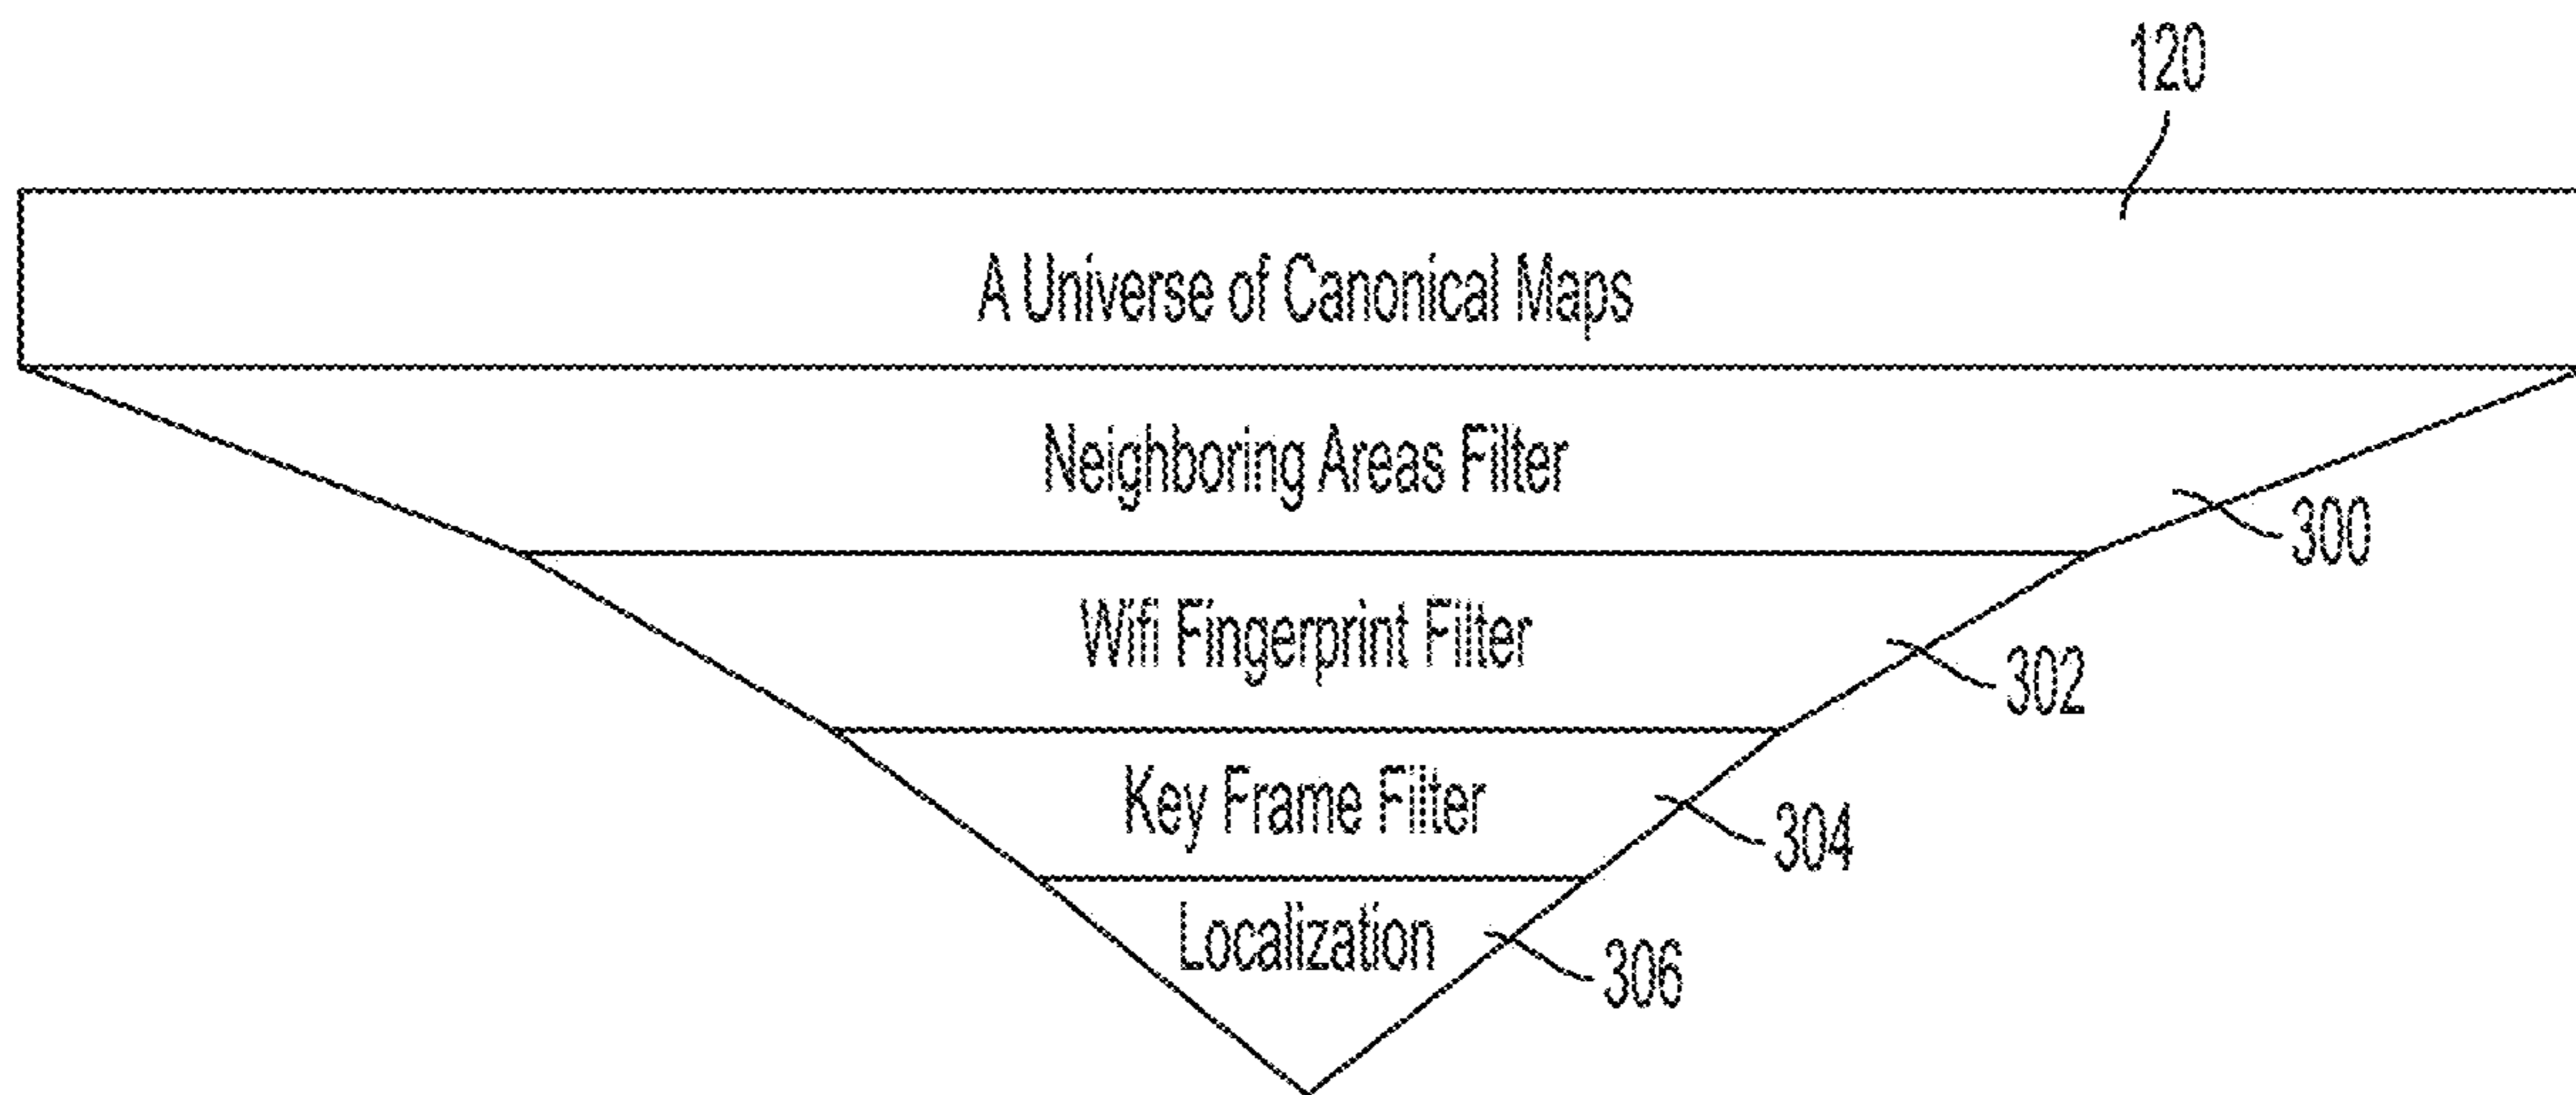 120
A Universe of Canonical Maps
Neighboring Areas Filter
300
Wifi Fingerprint Filter
302
Key Frame Filter
304
Localization
306